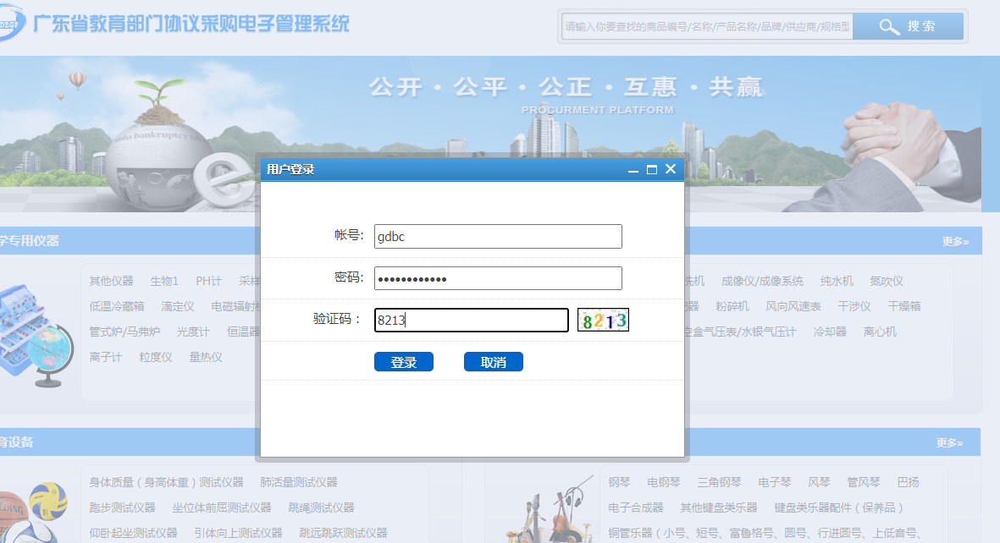 广东省教育部门协议采购电子管理系统
请输入你要查找的商品编号/名称/产品名称/品牌/供应商/规格型
搜索
公开·公平·公正·互惠·共赢
PROCURMENT PLATFORM
用户登录
帐号:
gdbc
密码:
••••••••••••
验证码：
8213
8213
登录
取消
学专用仪器
更多»
其他仪器 生物1 PH计 采样
洗机 成像仪/成像系统 纯水机 氮吹仪
低温冷藏箱 滴定仪 电磁辐射
器 粉碎机 风向风速表 干涉仪 干燥箱
管式炉/马弗炉 光度计 恒温器
空盒气压表/水银气压计 冷却器 离心机
离子计 粒度仪 量热仪
育设备
更多»
身体质量（身高体重）测试仪器 肺活量测试仪器
跑步测试仪器 坐位体前屈测试仪器 跳绳测试仪器
仰卧起坐测试仪器 引体向上测试仪器 跳远跳跃测试仪器
钢琴 电钢琴 三角钢琴 电子琴 风琴 管风琴 巴扬
电子合成器 其他键盘类乐器 键盘类乐器配件（保养品）
铜管乐器（小号、短号、富鲁格号、圆号、行进圆号、上低音号、